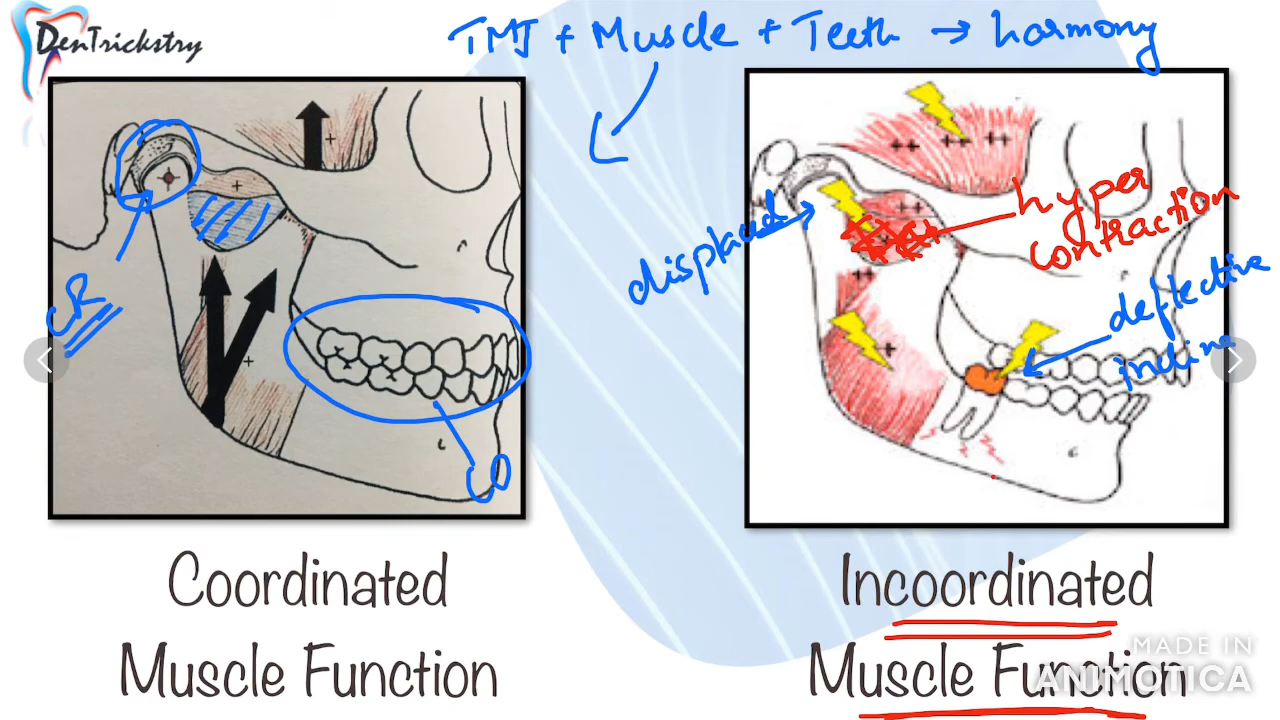 DenTrickstry
TMJ + Muscle + Teeth → harmony
CR
CO
displaced
hyper
contraction
deflective
incline
Coordinated
Muscle Function
Incoordinated
Muscle Function
MADE IN
ANIMOTICA